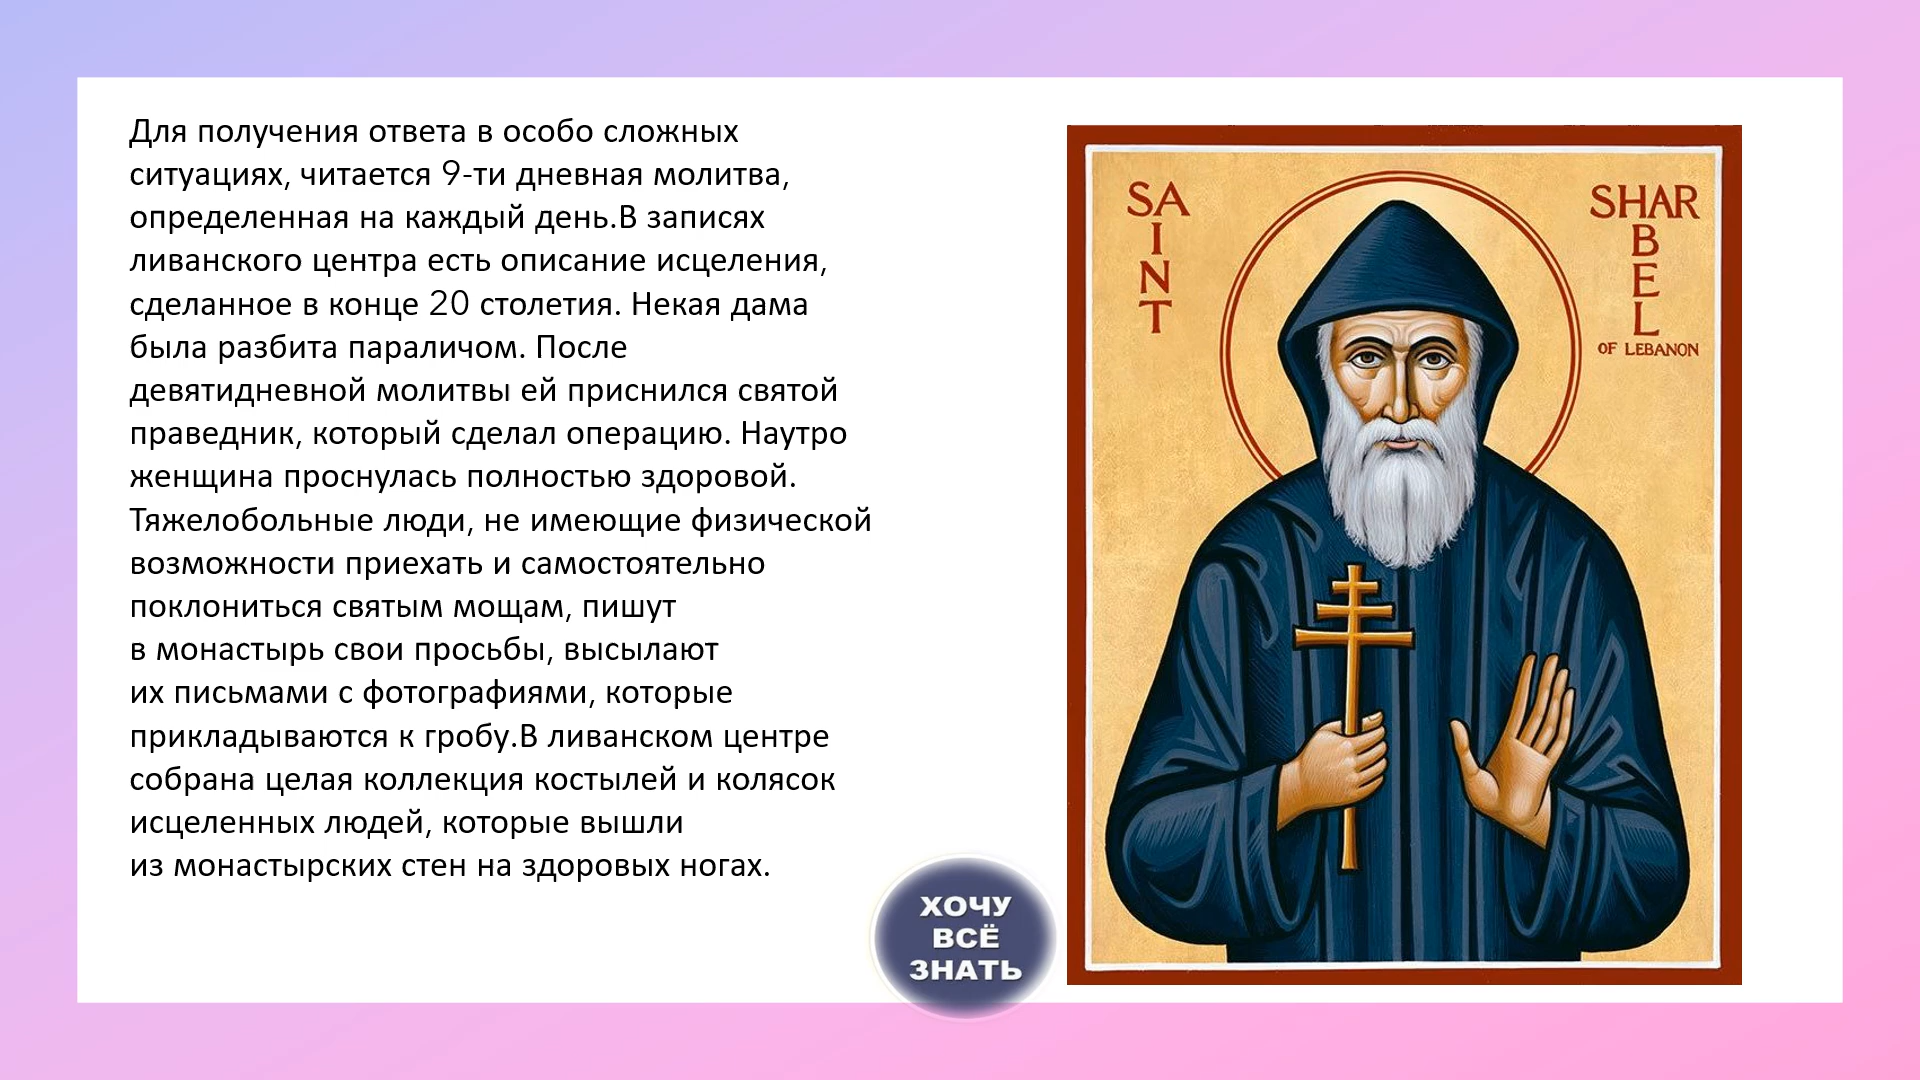 Для получения ответа в особо сложных
ситуациях, читается 9-ти дневная молитва,
определенная на каждый день.В записях
ливанского центра есть описание исцеления,
сделанное в конце 20 столетия. Некая дама
была разбита параличом. После
девятидневной молитвы ей приснился святой
праведник, который сделал операцию. Наутро
женщина проснулась полностью здоровой.
Тяжелобольные люди, не имеющие физической
возможности приехать и самостоятельно
поклониться святым мощам, пишут
в монастырь свои просьбы, высылают
их письмами с фотографиями, которые
прикладываются к гробу.В ливанском центре
собрана целая коллекция костылей и колясок
исцеленных людей, которые вышли
из монастырских стен на здоровых ногах.
ХОЧУ
ВСЁ
ЗНАТЬ
SA
I
N
T
SHAR
B
E
L
OF LEBANON